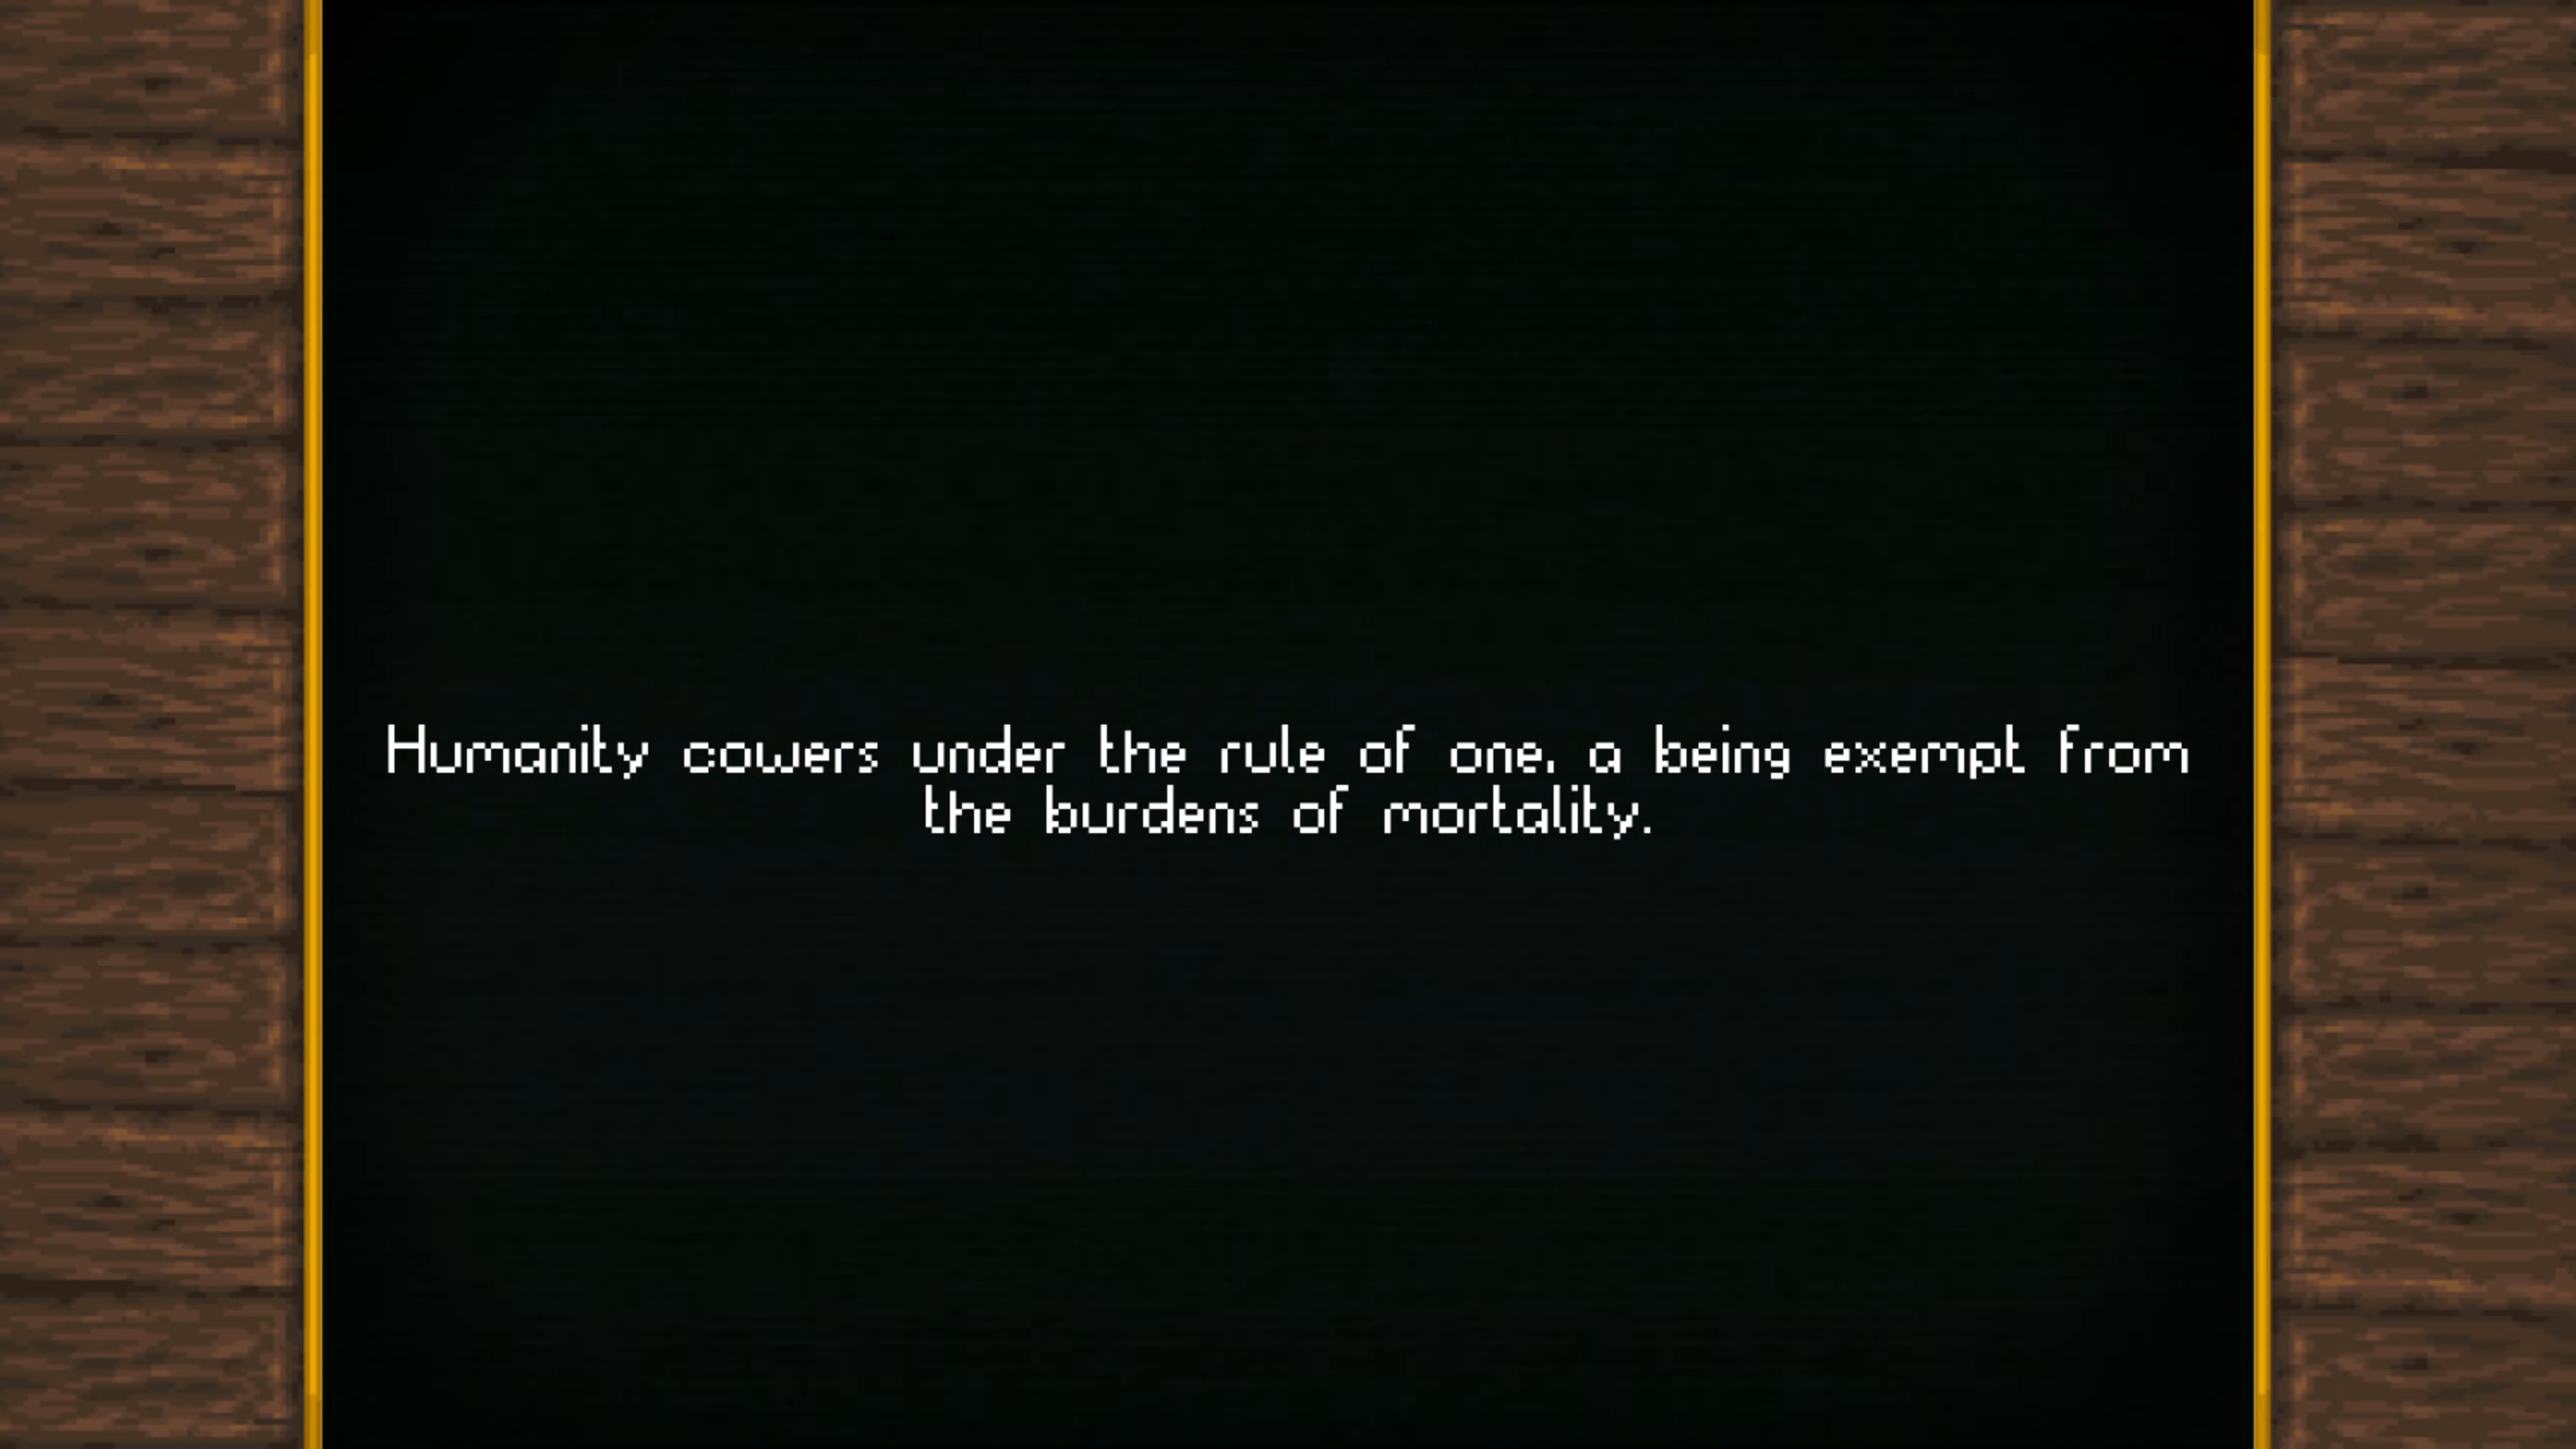 Humanity cowers under the rule of one, a being exempt from
the burdens of mortality.